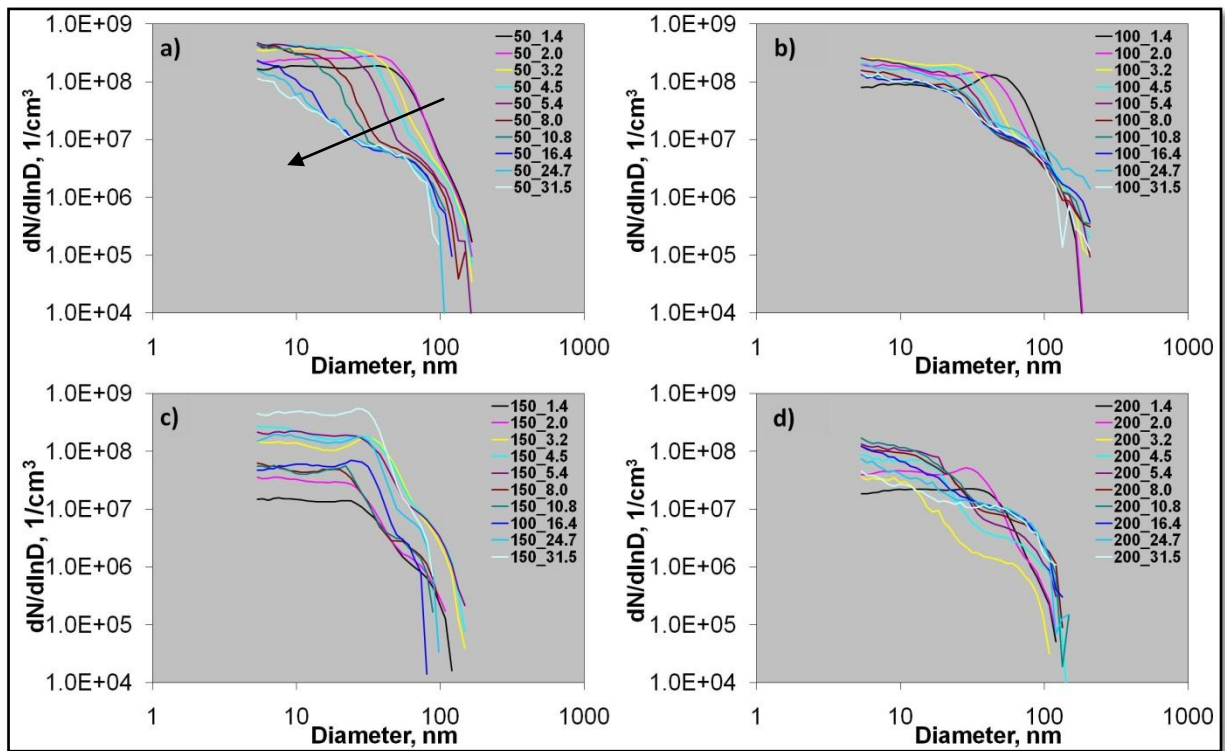 a)
dN/dlnD, 1/cm³
1.0E+09
1.0E+08
1.0E+07
1.0E+06
1.0E+05
1.0E+04
1 10 100 1000
Diameter, nm
50_1.4
50_2.0
50_3.2
50_4.5
50_5.4
50_8.0
50_10.8
50_16.4
50_24.7
50_31.5
b)
dN/dlnD, 1/cm³
1.0E+09
1.0E+08
1.0E+07
1.0E+06
1.0E+05
1.0E+04
1 10 100 1000
Diameter, nm
100_1.4
100_2.0
100_3.2
100_4.5
100_5.4
100_8.0
100_10.8
100_16.4
100_24.7
100_31.5
c)
dN/dlnD, 1/cm³
1.0E+09
1.0E+08
1.0E+07
1.0E+06
1.0E+05
1.0E+04
1 10 100 1000
Diameter, nm
150_1.4
150_2.0
150_3.2
150_4.5
150_5.4
150_8.0
150_10.8
100_16.4
150_24.7
150_31.5
d)
dN/dlnD, 1/cm³
1.0E+09
1.0E+08
1.0E+07
1.0E+06
1.0E+05
1.0E+04
1 10 100 1000
Diameter, nm
200_1.4
200_2.0
200_3.2
200_4.5
200_5.4
200_8.0
200_10.8
200_16.4
200_24.7
200_31.5